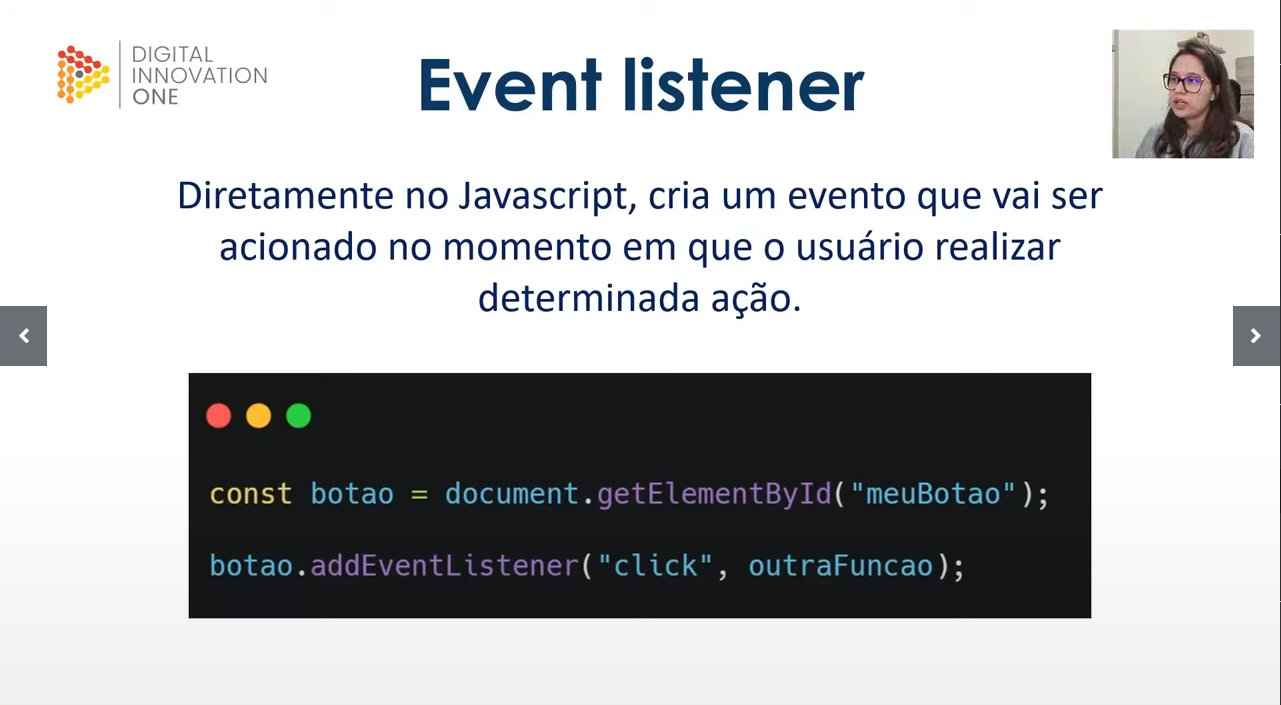 DIGITAL
INNOVATION
ONE
Event listener
Diretamente no Javascript, cria um evento que vai ser
acionado no momento em que o usuário realizar
determinada ação.
const botao = document.getElementById("meuBotao");
botao.addEventListener("click", outraFuncao);